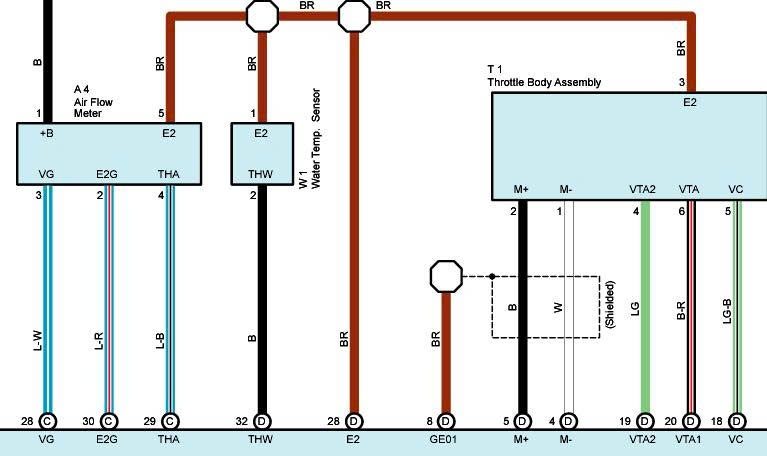 BR BR
B BR BR BR
A 4
Air Flow
Meter
T 1
Throttle Body Assembly
1 5 1 3
+B E2 E2 E2
W 1
Water Temp. Sensor
VG E2G THA THW M+ M- VTA2 VTA VC
3 2 4 2 2 1 4 6 5
L-W L-R L-B B BR BR B W (Shielded) LG B-R LG-B
28 C 30 C 29 C 32 D 28 D 8 D 5 D 4 D 19 D 20 D 18 D
VG E2G THA THW E2 GE01 M+ M- VTA2 VTA1 VC